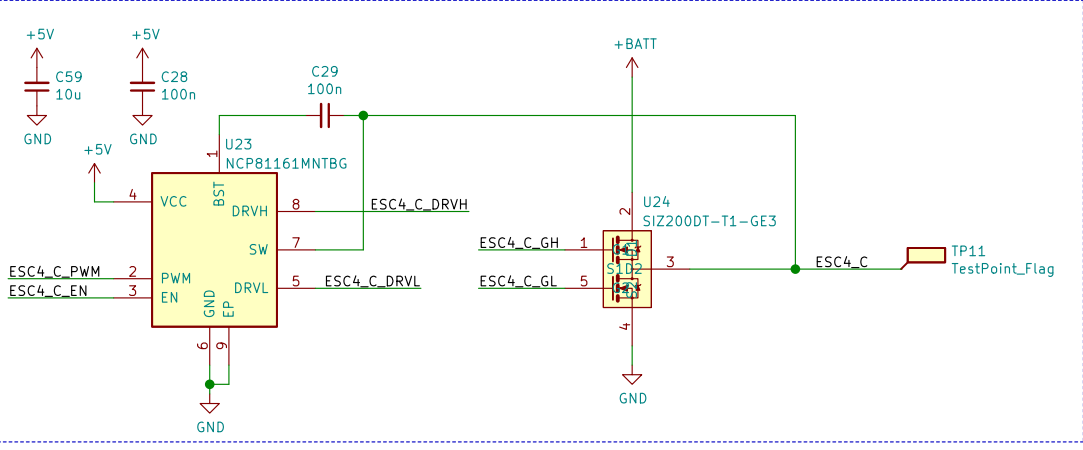 +5V
C59
10u
GND
+5V
C28
100n
GND
+5V
C29
100n
U23
NCP81161MNTBG
1
BST
4
VCC
DRVH
8
ESC4_C_DRVH
SW
7
ESC4_C_PWM
2
PWM
ESC4_C_EN
3
EN
DRVL
5
ESC4_C_DRVL
GND
EP
6
9
GND
+BATT
U24
SIZ200DT-T1-GE3
2
ESC4_C_GH
1
S1D2
3
ESC4_C_GL
5
4
GND
ESC4_C
TP11
TestPoint_Flag